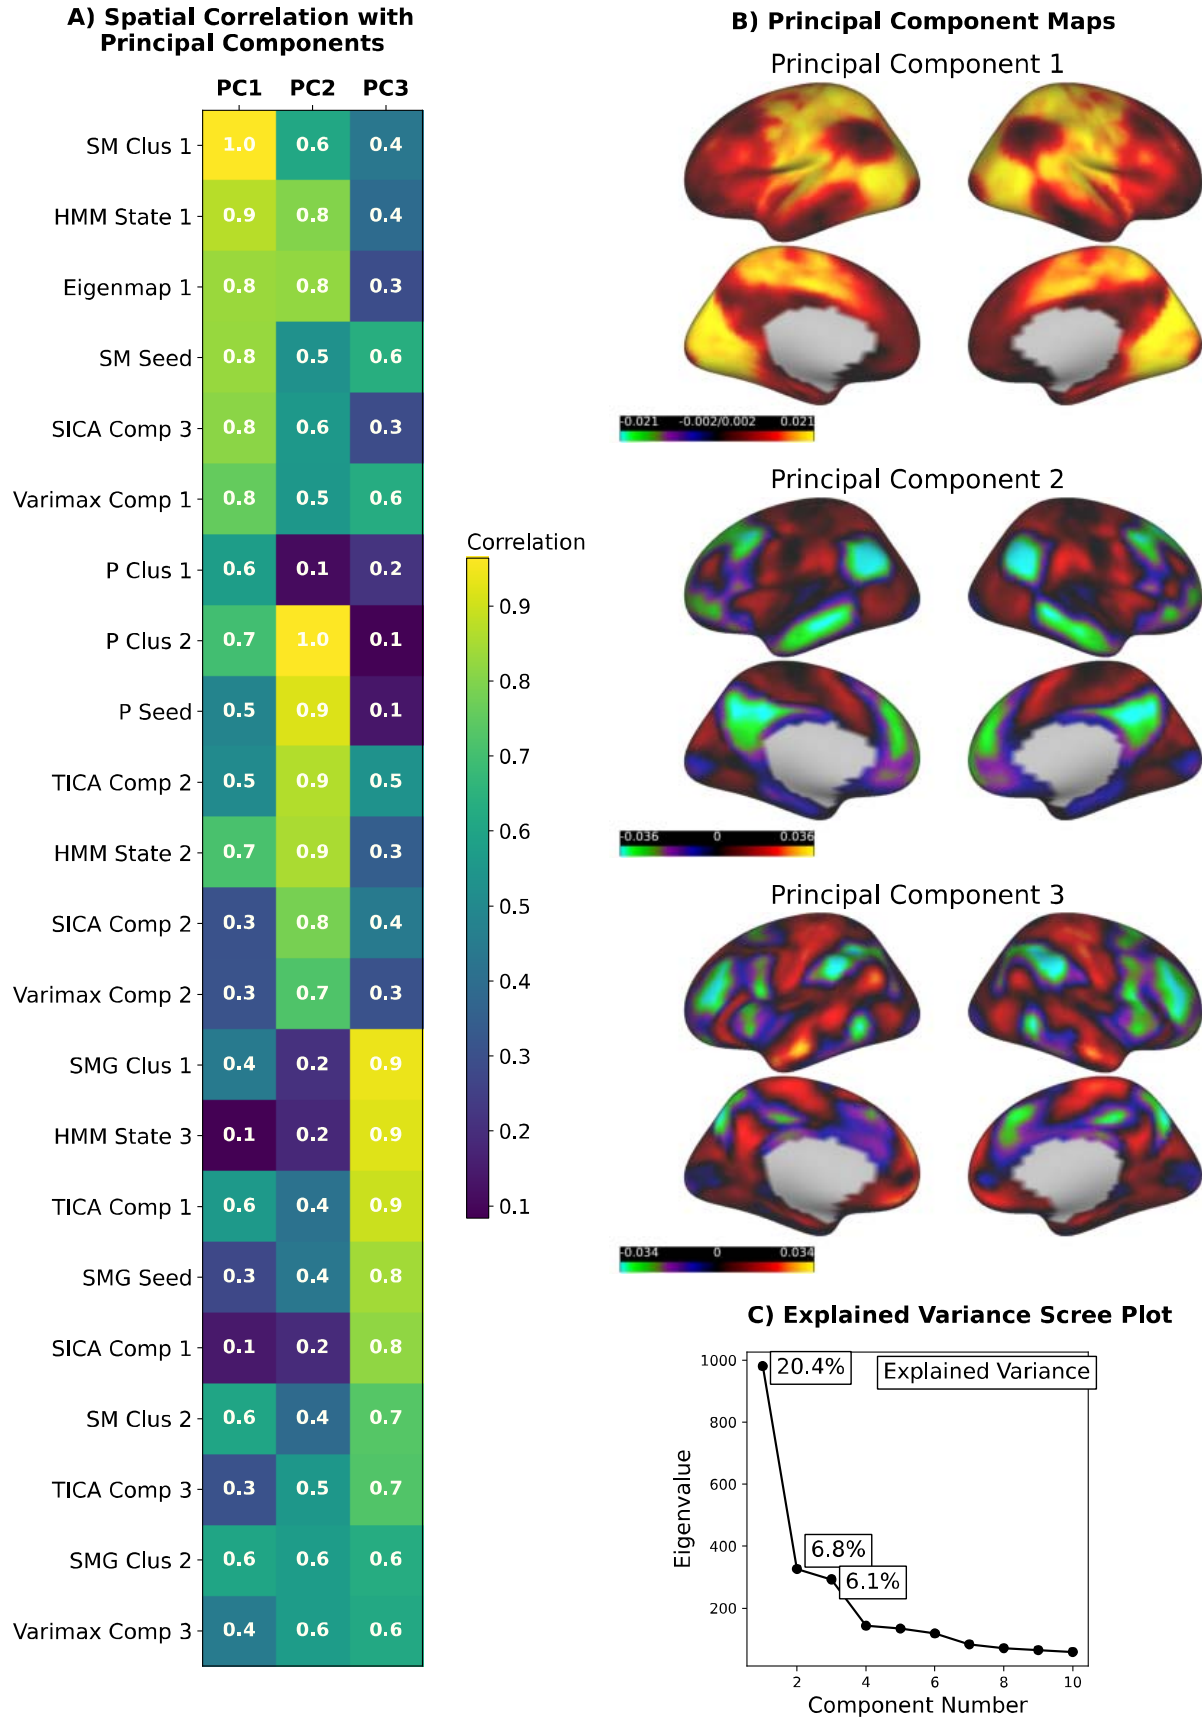 A) Spatial Correlation with
Principal Components
PC1 PC2 PC3
SM Clus 1 1.0 0.6 0.4
HMM State 1 0.9 0.8 0.4
Eigenmap 1 0.8 0.8 0.3
SM Seed 0.8 0.5 0.6
SICA Comp 3 0.8 0.6 0.3
Varimax Comp 1 0.8 0.5 0.6
P Clus 1 0.6 0.1 0.2
P Clus 2 0.7 1.0 0.1
P Seed 0.5 0.9 0.1
TICA Comp 2 0.5 0.9 0.5
HMM State 2 0.7 0.9 0.3
SICA Comp 2 0.3 0.8 0.4
Varimax Comp 2 0.3 0.7 0.3
SMG Clus 1 0.4 0.2 0.9
HMM State 3 0.1 0.2 0.9
TICA Comp 1 0.6 0.4 0.9
SMG Seed 0.3 0.4 0.8
SICA Comp 1 0.1 0.2 0.8
SM Clus 2 0.6 0.4 0.7
TICA Comp 3 0.3 0.5 0.7
SMG Clus 2 0.6 0.6 0.6
Varimax Comp 3 0.4 0.6 0.6
Correlation
0.9
0.8
0.7
0.6
0.5
0.4
0.3
0.2
0.1
B) Principal Component Maps
Principal Component 1
-0.021 -0.002/0.002 0.021
Principal Component 2
-0.036 0 0.036
Principal Component 3
-0.034 0 0.034
C) Explained Variance Scree Plot
Explained Variance
20.4%
6.8%
6.1%
Eigenvalue
1000
800
600
400
200
2 4 6 8 10
Component Number